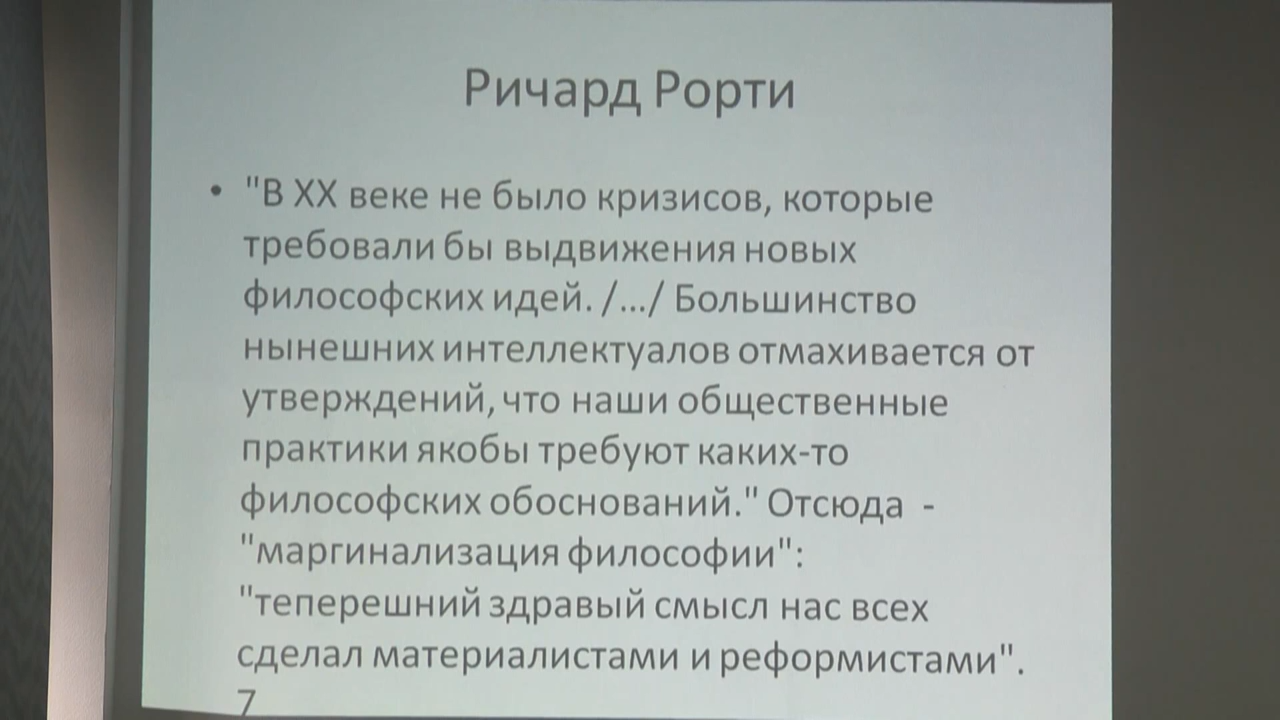 Ричард Рорти
• "В XX веке не было кризисов, которые
требовали бы выдвижения новых
философских идей. /.../ Большинство
нынешних интеллектуалов отмахивается от
утверждений, что наши общественные
практики якобы требуют каких-то
философских обоснований." Отсюда -
"маргинализация философии":
"теперешний здравый смысл нас всех
сделал материалистами и реформистами".
7